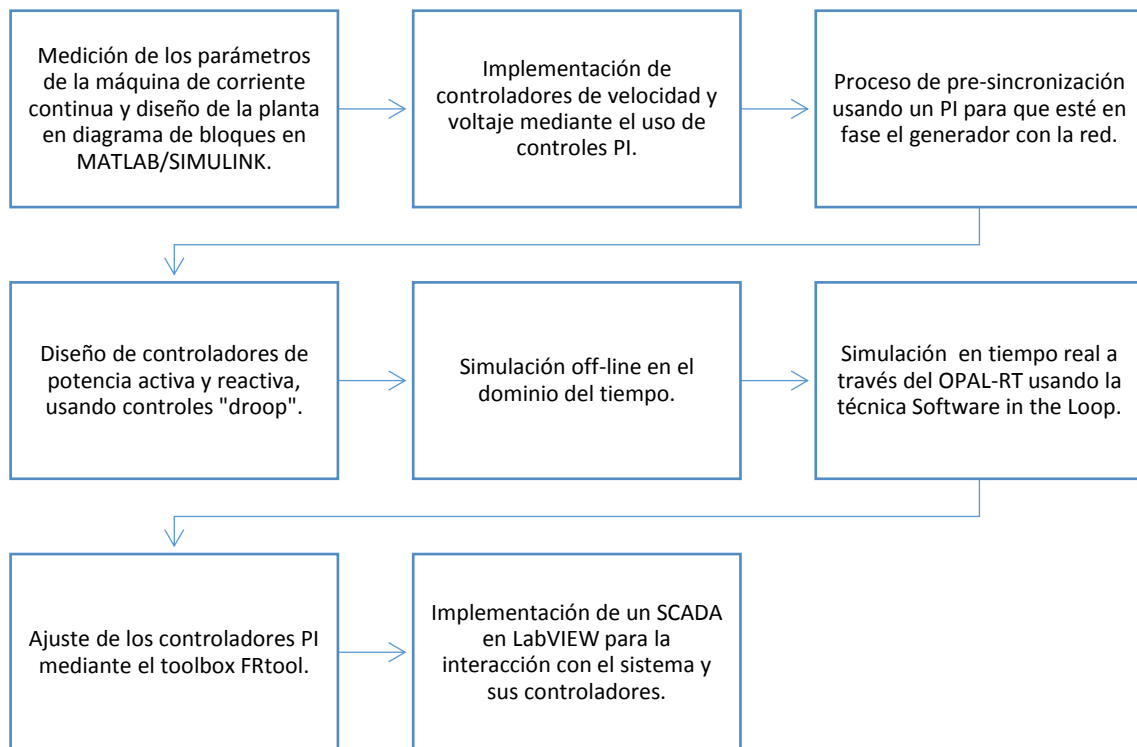 Medición de los parámetros
de la máquina de corriente
continua y diseño de la planta
en diagrama de bloques en
MATLAB/SIMULINK.
Implementación de
controladores de velocidad y
voltaje mediante el uso de
controles PI.
Proceso de pre-sincronización
usando un PI para que esté en
fase el generador con la red.
Diseño de controladores de
potencia activa y reactiva,
usando controles "droop".
Simulación off-line en el
dominio del tiempo.
Simulación en tiempo real a
través del OPAL-RT usando la
técnica Software in the Loop.
Ajuste de los controladores PI
mediante el toolbox FRtool.
Implementación de un SCADA
en LabVIEW para la
interacción con el sistema y
sus controladores.